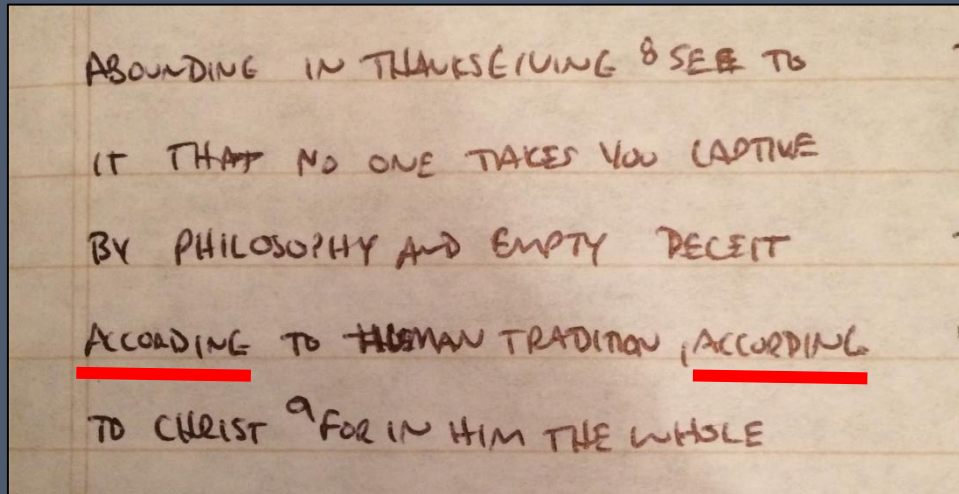 ABOUNDING IN THANKSGIVING 8 SEE TO
IT THAT NO ONE TAKES YOU CAPTIVE
BY PHILOSOPHY AND EMPTY DECEIT
ACCORDING TO HUMAN TRADITION, ACCORDING
TO CHRIST 9 FOR IN HIM THE WHOLE